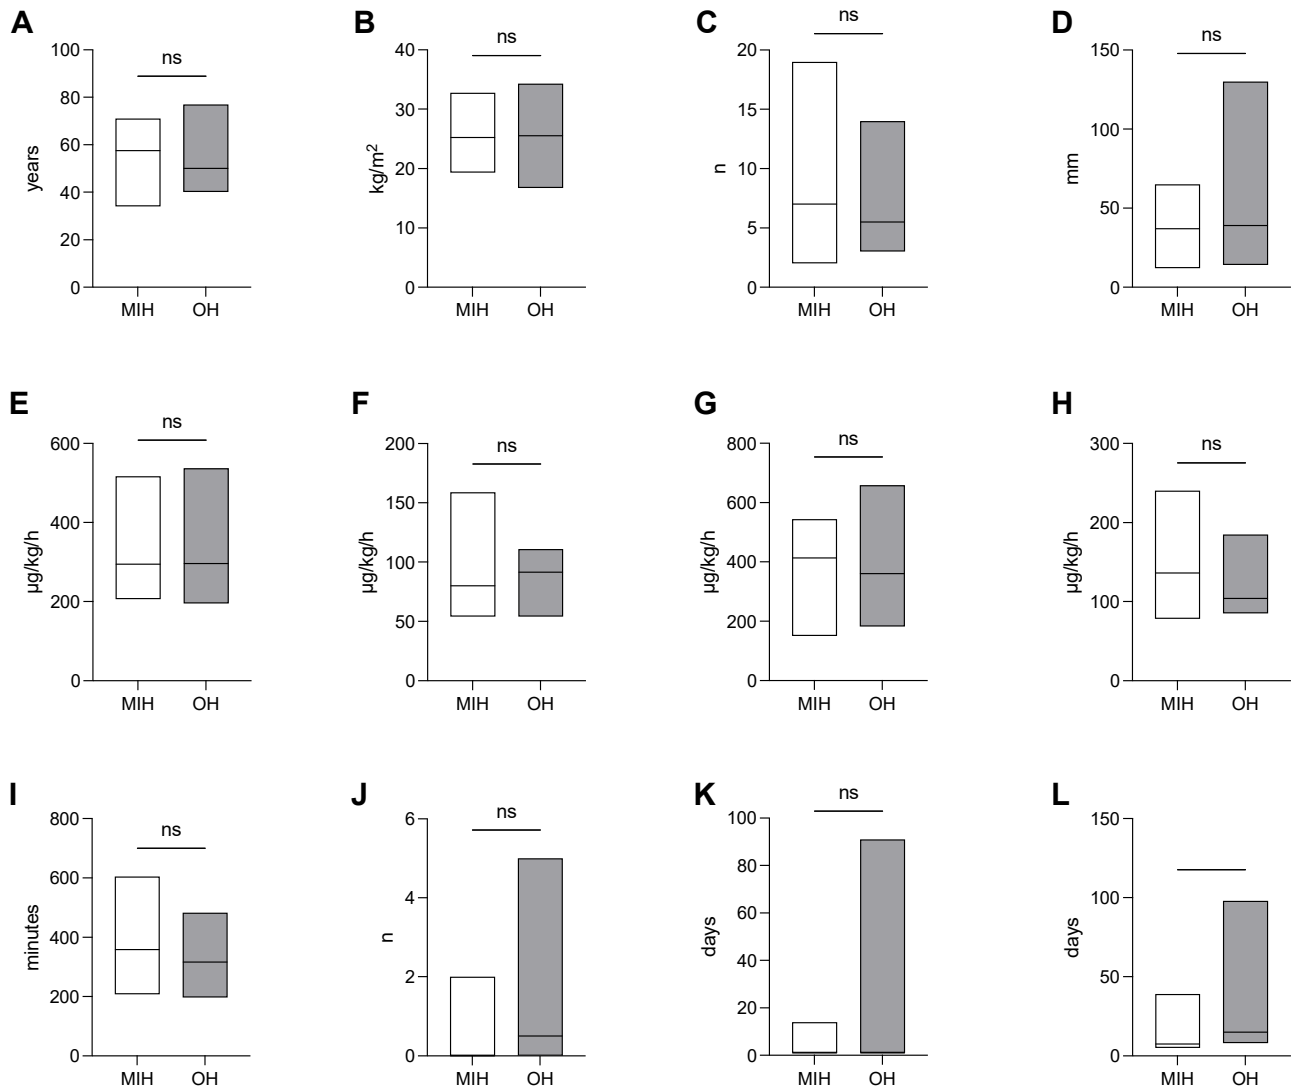 A
B
C
D
ns
ns
ns
ns
100
80
60
40
20
0
years
MIH
OH
40
30
20
10
0
kg/m²
MIH
OH
20
15
10
5
0
n
MIH
OH
150
100
50
0
mm
MIH
OH
E
F
G
H
ns
ns
ns
ns
600
400
200
0
µg/kg/h
MIH
OH
200
150
100
50
0
µg/kg/h
MIH
OH
800
600
400
200
0
µg/kg/h
MIH
OH
300
200
100
0
µg/kg/h
MIH
OH
I
J
K
L
ns
ns
ns
800
600
400
200
0
minutes
MIH
OH
6
4
2
0
n
MIH
OH
100
80
60
40
20
0
days
MIH
OH
150
100
50
0
days
MIH
OH